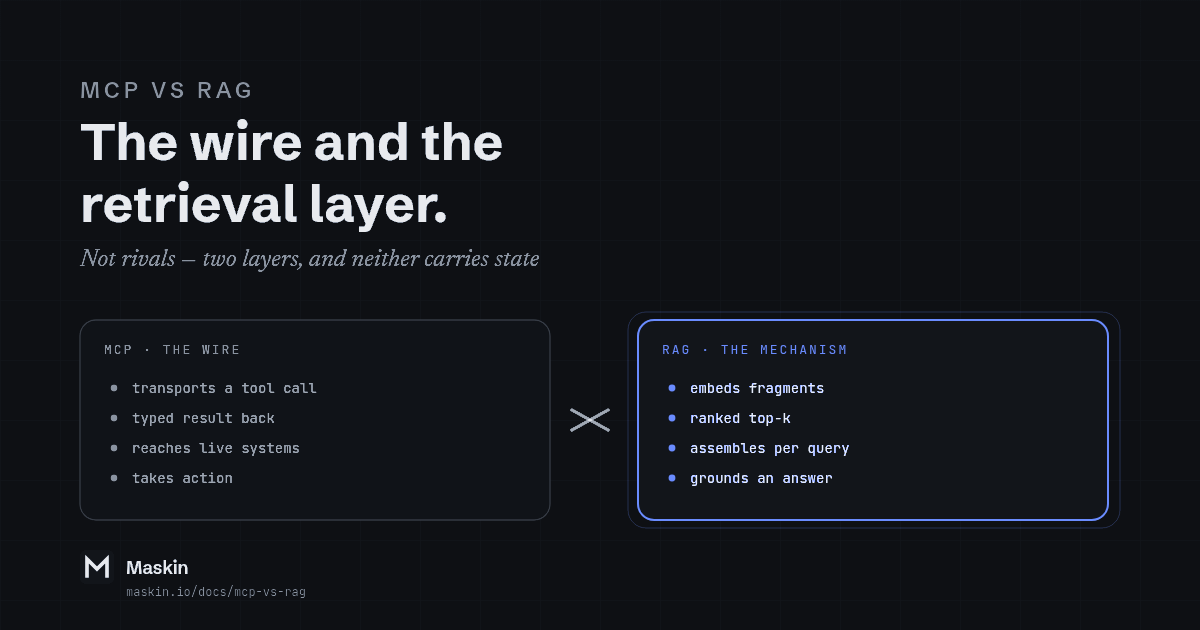 MCP VS RAG
The wire and the
retrieval layer.
Not rivals — two layers, and neither carries state
MCP · THE WIRE
transports a tool call
typed result back
reaches live systems
takes action
RAG · THE MECHANISM
embeds fragments
ranked top-k
assembles per query
grounds an answer
Maskin
maskin.io/docs/mcp-vs-rag